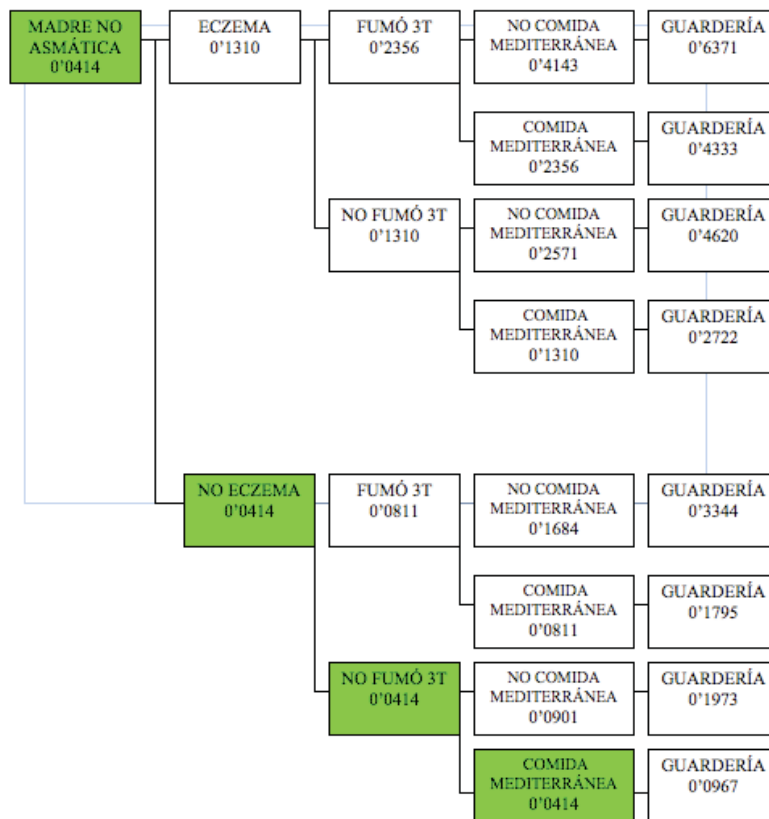 MADRE NO
ASMÁTICA
0'0414
ECZEMA
0'1310
FUMÓ 3T
0'2356
NO COMIDA
MEDITERRÁNEA
0'4143
GUARDERÍA
0'6371
COMIDA
MEDITERRÁNEA
0'2356
GUARDERÍA
0'4333
NO FUMÓ 3T
0'1310
NO COMIDA
MEDITERRÁNEA
0'2571
GUARDERÍA
0'4620
COMIDA
MEDITERRÁNEA
0'1310
GUARDERÍA
0'2722
NO ECZEMA
0'0414
FUMÓ 3T
0'0811
NO COMIDA
MEDITERRÁNEA
0'1684
GUARDERÍA
0'3344
COMIDA
MEDITERRÁNEA
0'0811
GUARDERÍA
0'1795
NO FUMÓ 3T
0'0414
NO COMIDA
MEDITERRÁNEA
0'0901
GUARDERÍA
0'1973
COMIDA
MEDITERRÁNEA
0'0414
GUARDERÍA
0'0967